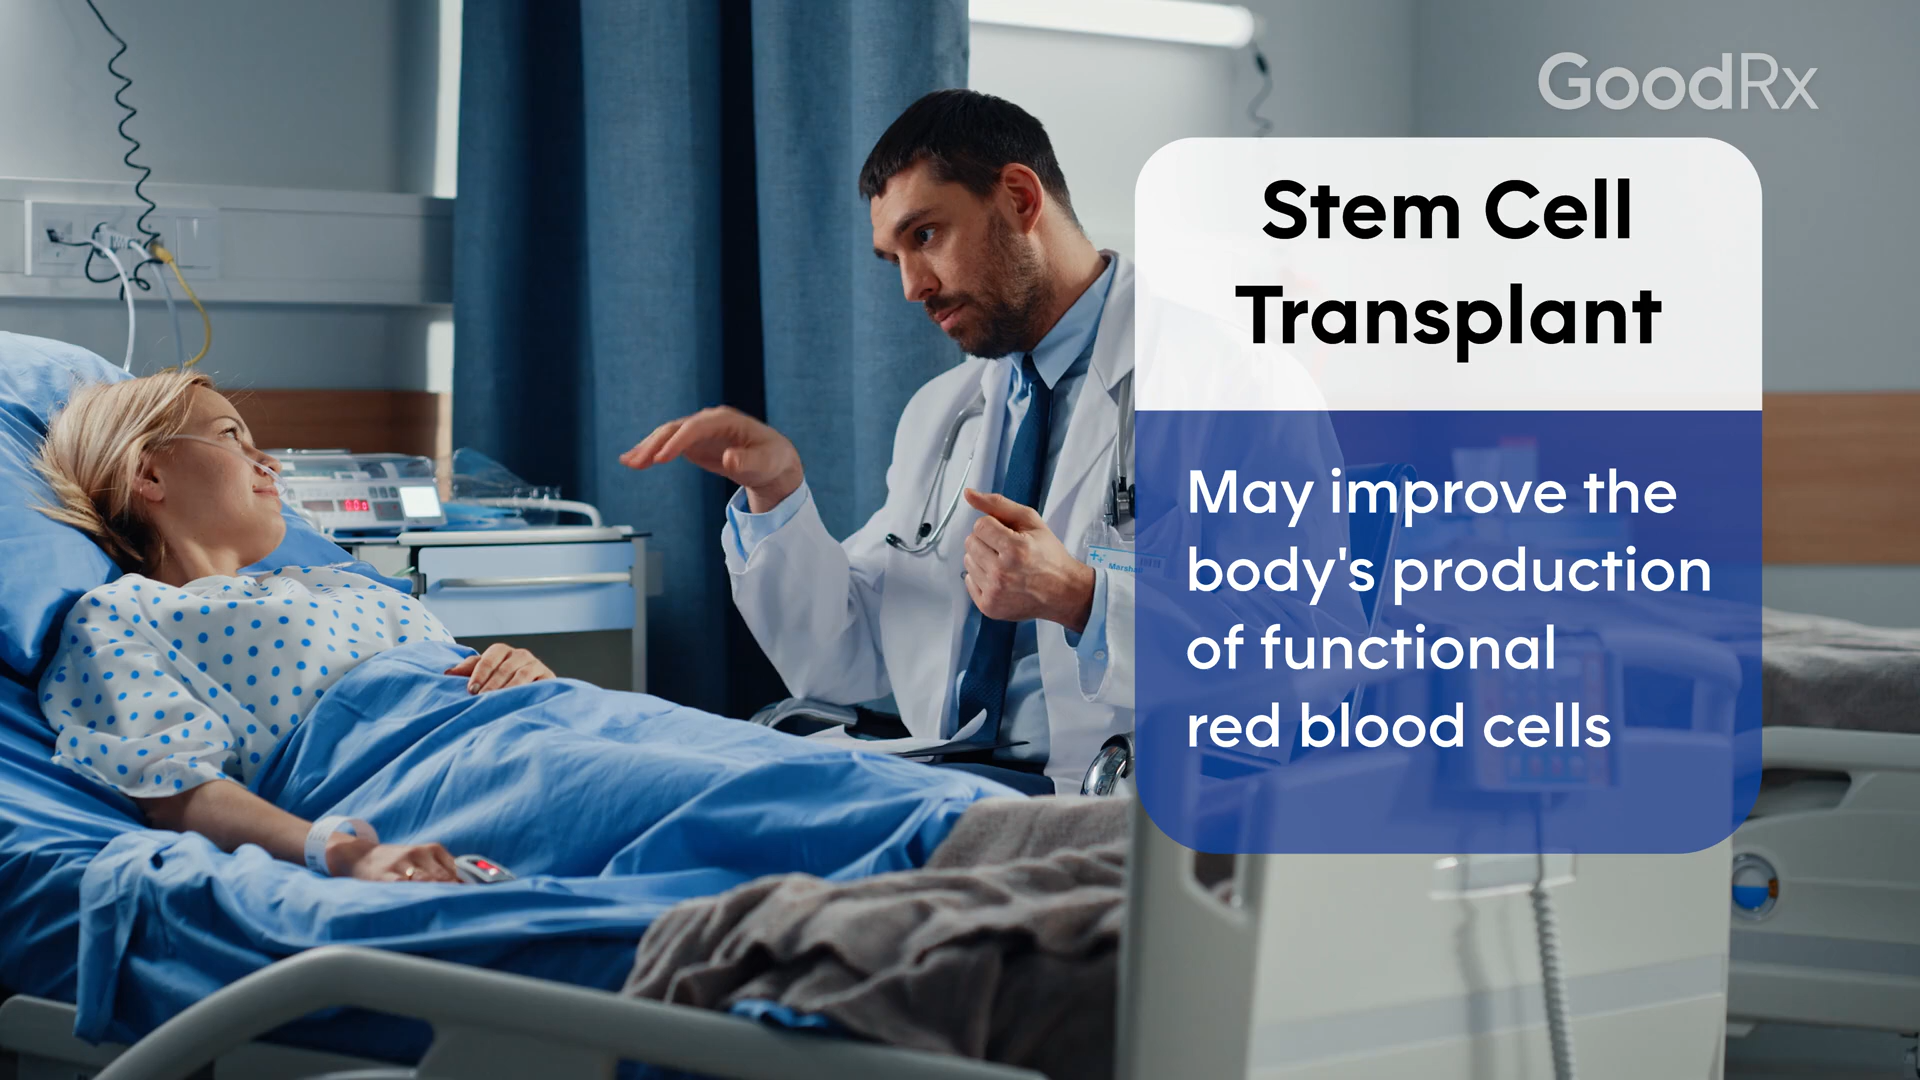 GoodRx
Stem Cell
Transplant
May improve the
body's production
of functional
red blood cells